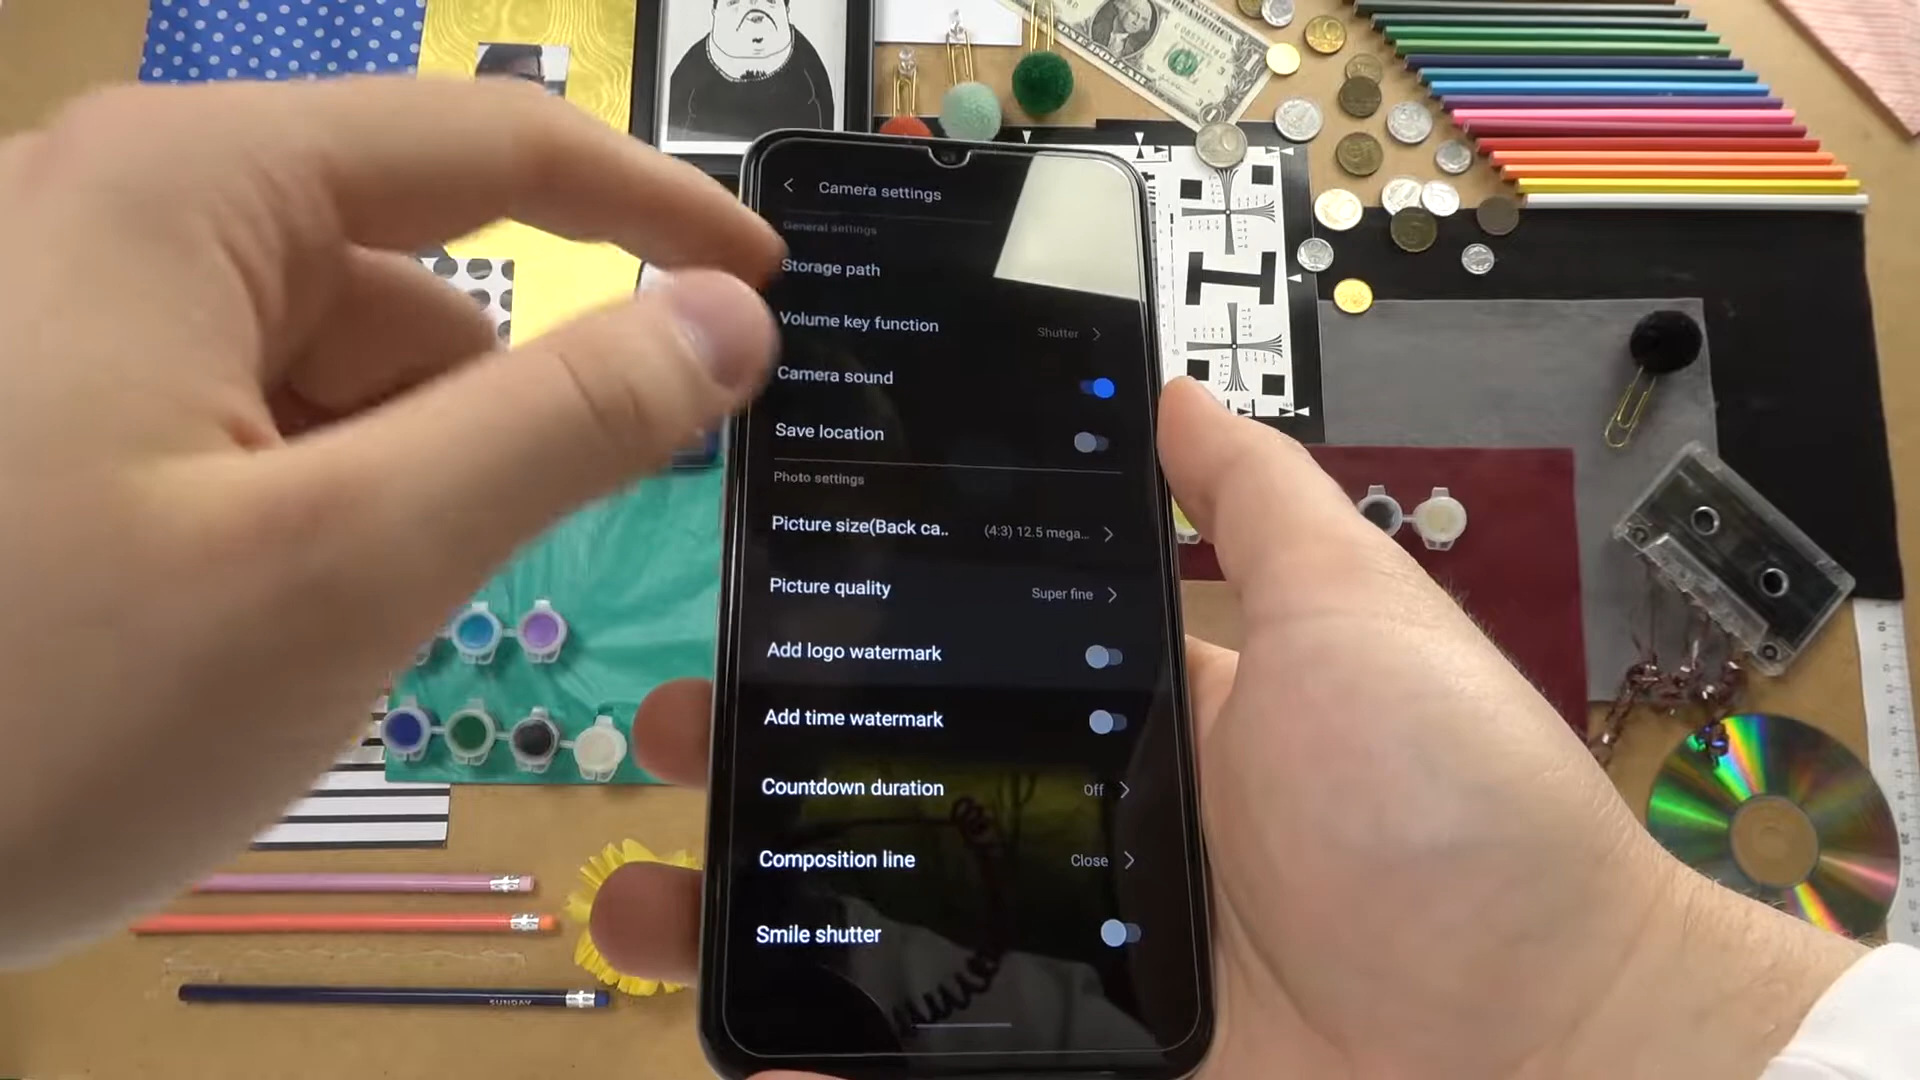 Camera settings
General settings
Storage path
Volume key function Shutter
Camera sound
Save location
Photo settings
Picture size(Back ca.. (4:3) 12.5 mega...
Picture quality Super fine
Add logo watermark
Add time watermark
Countdown duration Off
Composition line Close
Smile shutter
SUNDAY